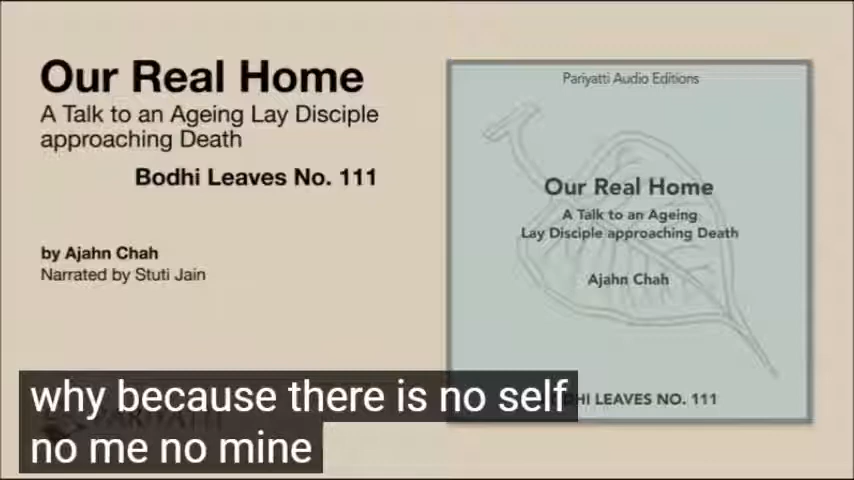 Our Real Home
A Talk to an Ageing Lay Disciple
approaching Death
Bodhi Leaves No. 111
by Ajahn Chah
Narrated by Stuti Jain
Pariyatti Audio Editions
Our Real Home
A Talk to an Ageing
Lay Disciple approaching Death
Ajahn Chah
HI LEAVES NO. 111
why because there is no self
no me no mine